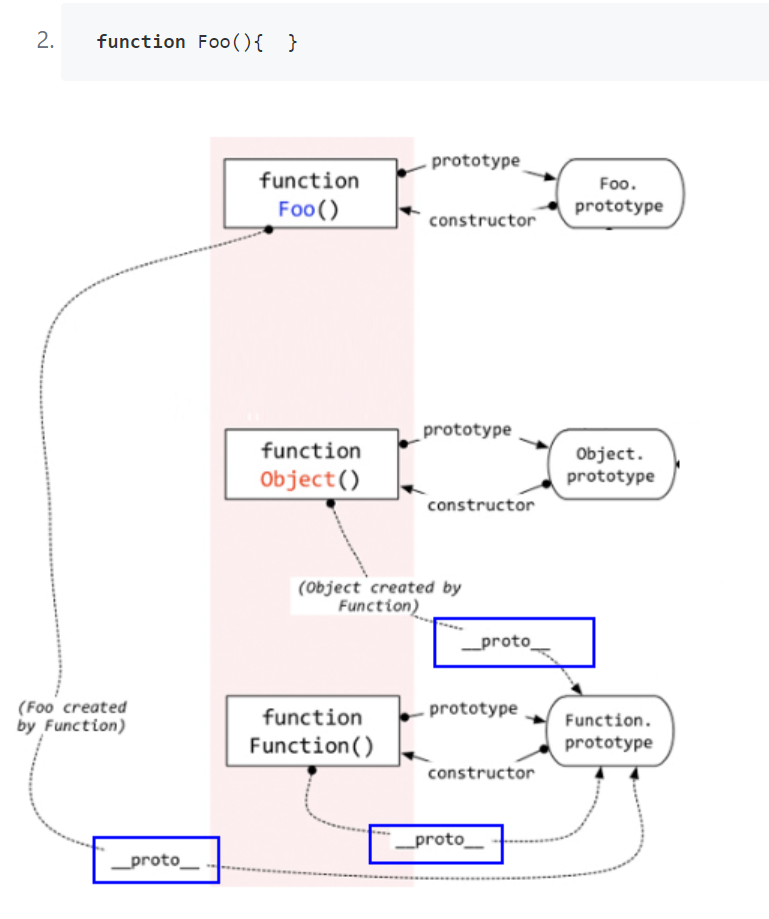 2. function Foo(){  }
prototype
function
Foo()
Foo.
prototype
constructor
prototype
function
Object()
Object.
prototype
constructor
(Object created by
Function)
__proto__
(Foo created
by Function)
prototype
function
Function()
Function.
prototype
constructor
__proto__
__proto__